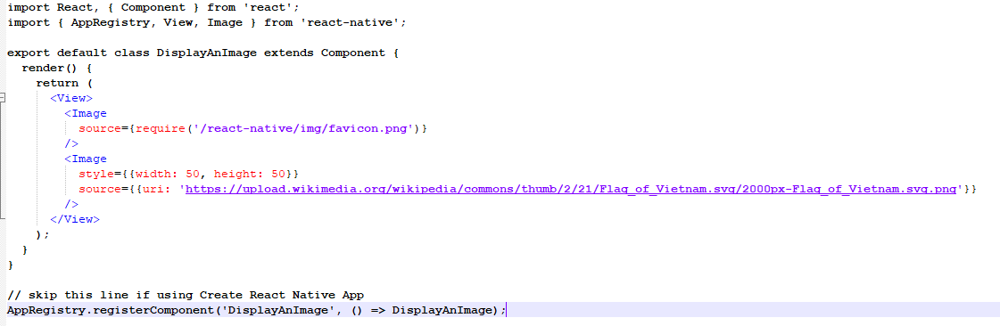 import React, { Component } from 'react';
import { AppRegistry, View, Image } from 'react-native';

export default class DisplayAnImage extends Component {
  render() {
    return (
      <View>
        <Image
          source={require('/react-native/img/favicon.png')}
        />
        <Image
          style={{width: 50, height: 50}}
          source={{uri: 'https://upload.wikimedia.org/wikipedia/commons/thumb/2/21/Flag_of_Vietnam.svg/2000px-Flag_of_Vietnam.svg.png'}}
        />
      </View>
    );
  }
}

// skip this line if using Create React Native App
AppRegistry.registerComponent('DisplayAnImage', () => DisplayAnImage);